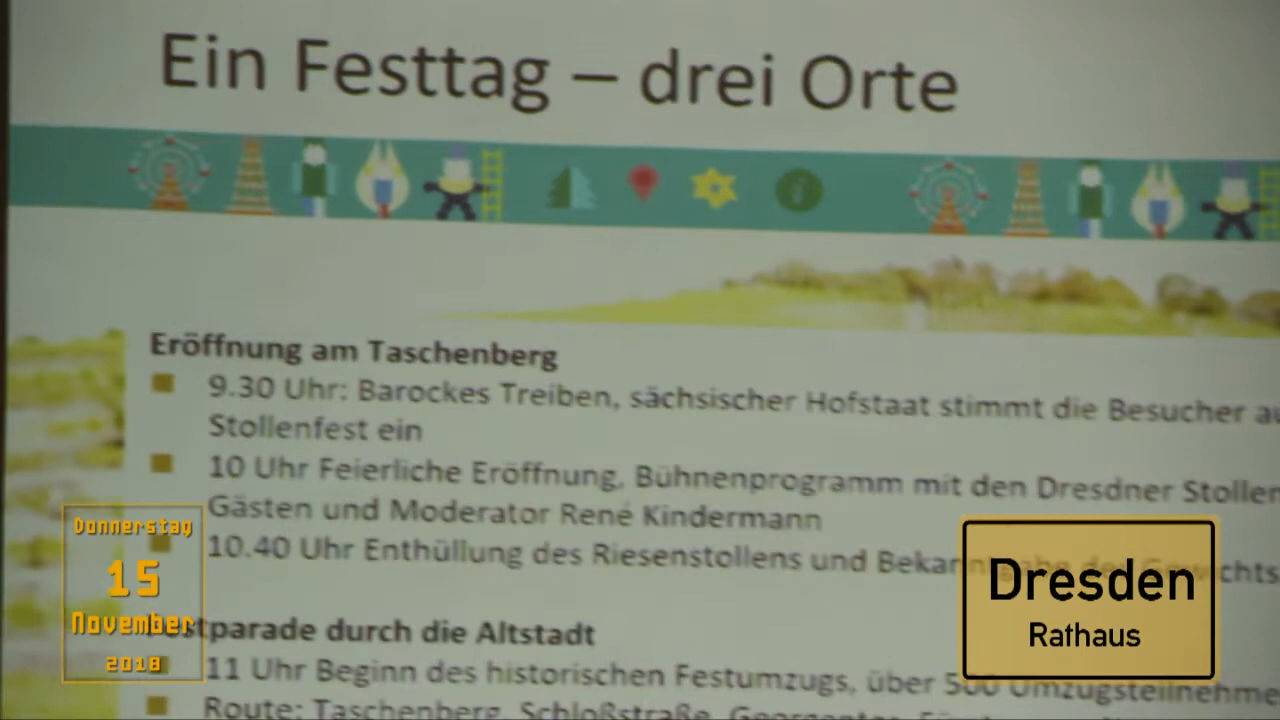 Ein Festtag – drei Orte
Eröffnung am Taschenberg
9.30 Uhr: Barockes Treiben, sächsischer Hofstaat stimmt die Besucher
Stollenfest ein
10 Uhr Feierliche Eröffnung, Bühnenprogramm mit den Dresdner
Gästen und Moderator René Kindermann
10.40 Uhr Enthüllung des Riesenstollens und
durch die Altstadt
11 Uhr Beginn des historischen Festumzugs, über 500
Route: Taschenberg, Schloßstraße,
Donnerstag
15
November
2018
Dresden
Rathaus